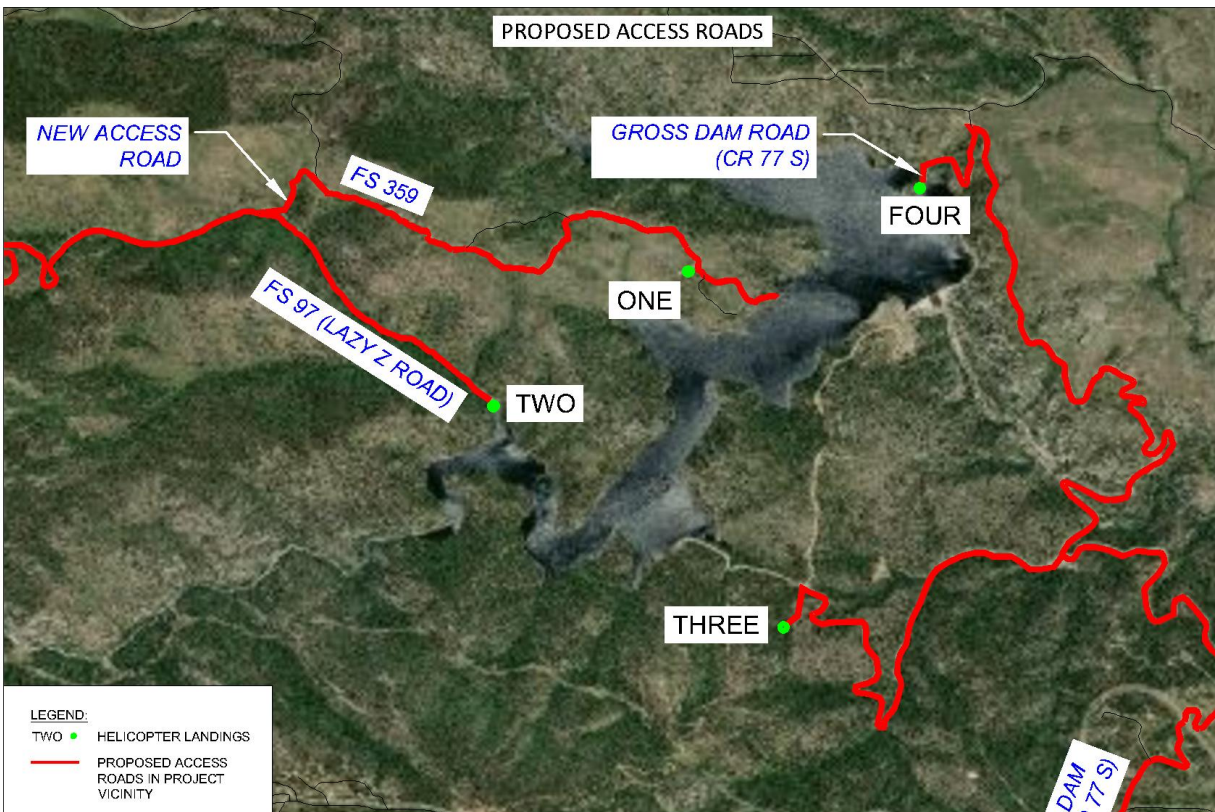 PROPOSED ACCESS ROADS
NEW ACCESS
ROAD
FS 359
GROSS DAM ROAD
(CR 77 S)
FOUR
ONE
FS 97 (LAZY Z ROAD)
TWO
THREE
LEGEND:
TWO HELICOPTER LANDINGS
PROPOSED ACCESS
ROADS IN PROJECT
VICINITY
DAM
77 S)